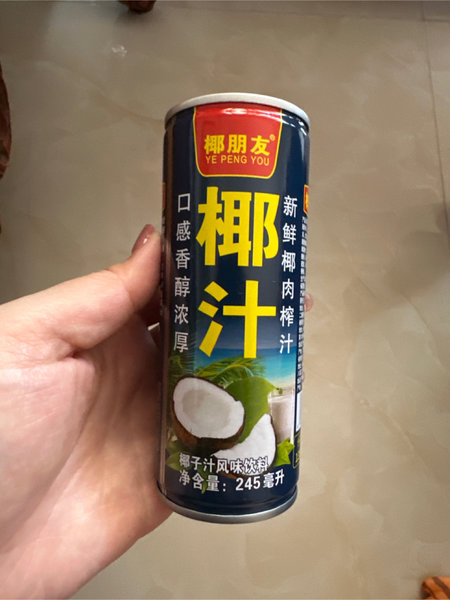 椰朋友®
YE PENG YOU
椰汁
口感香醇浓厚
新鲜椰肉榨汁
椰子汁风味饮料
净含量：245毫升